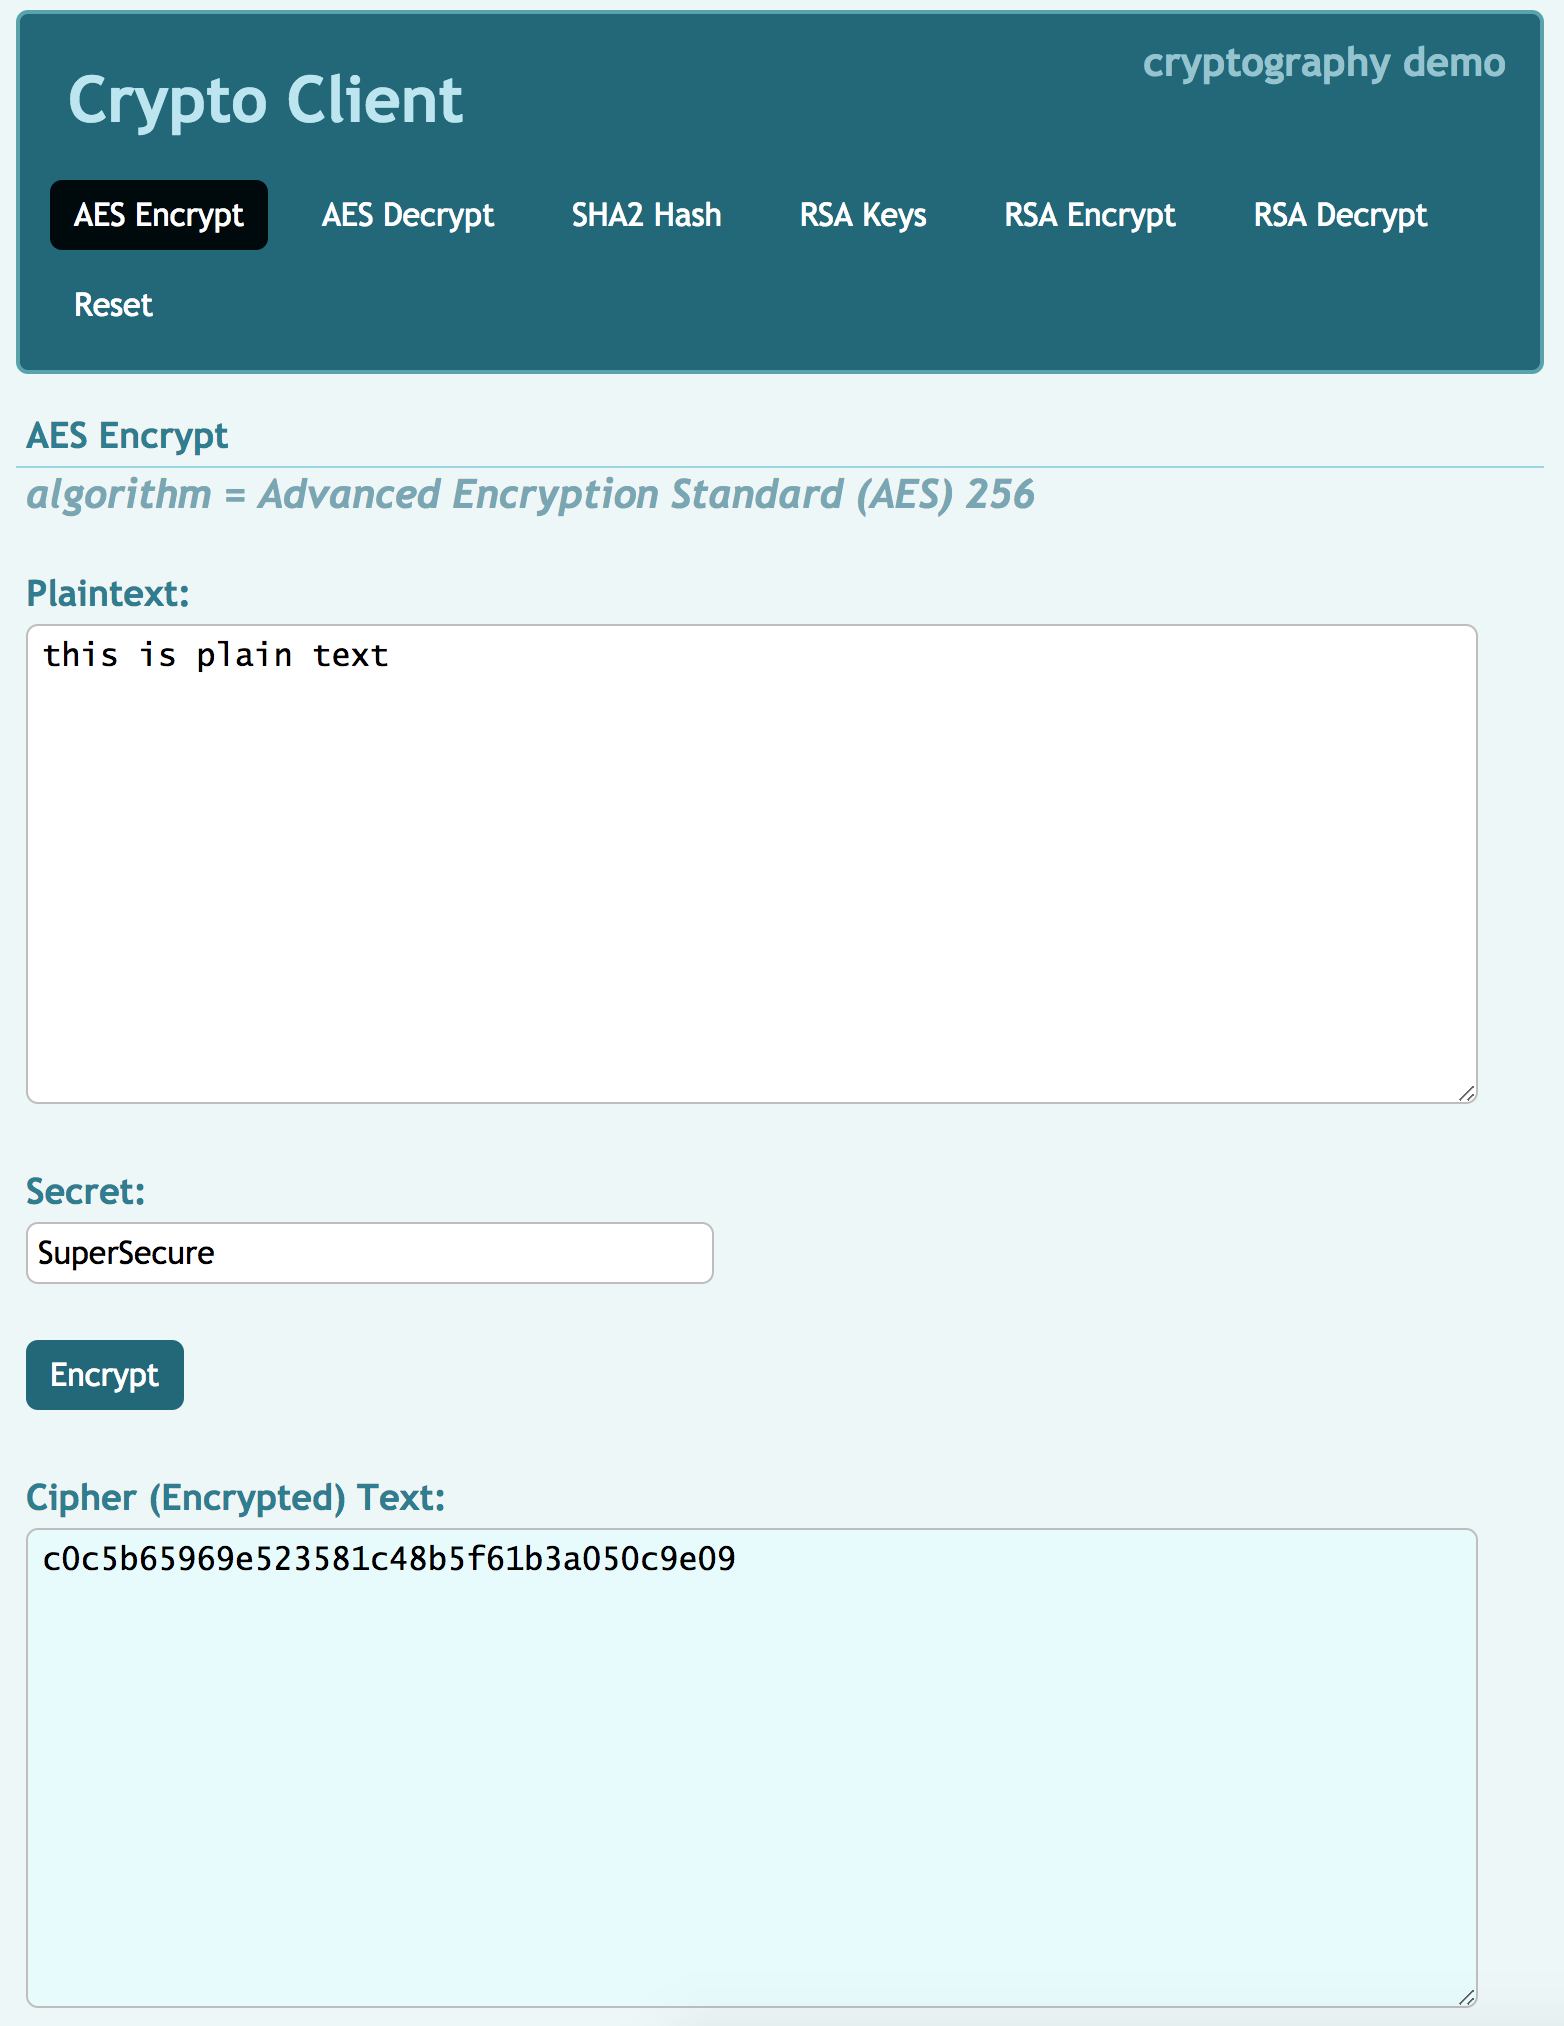 cryptography demo
Crypto Client
AES Encrypt AES Decrypt SHA2 Hash RSA Keys RSA Encrypt RSA Decrypt
Reset
AES Encrypt
algorithm = Advanced Encryption Standard (AES) 256
Plaintext:
this is plain text
Secret:
SuperSecure
Encrypt
Cipher (Encrypted) Text:
c0c5b65969e523581c48b5f61b3a050c9e09